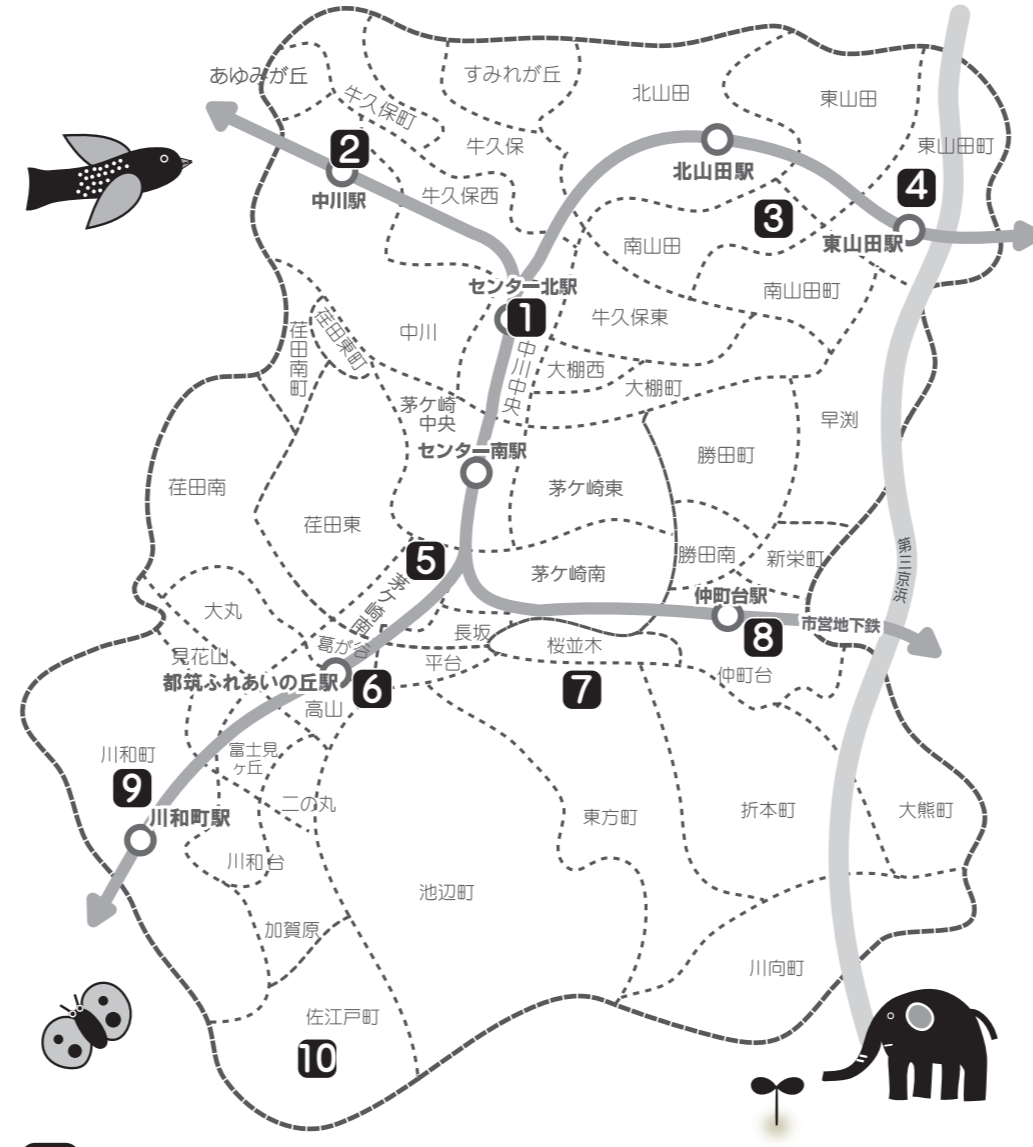 あゆみが丘
すみれが丘
北山田
東山田
牛久保町
牛久保
東山田町
2
中川駅
牛久保西
北山田駅
4
3
東山田駅
南山田
センター北駅
1
南山田町
荏田南町
荏田東町
中川
牛久保東
中川中央
大棚西
大棚町
茅ケ崎
中央
早渕
センター南駅
勝田町
荏田南
茅ケ崎東
荏田東
5
茅ケ崎南
茅ケ崎南
勝田南
新栄町
第三京浜
大丸
仲町台駅
8
市営地下鉄
葛が谷
長坂
桜並木
見花山
平台
仲町台
都筑ふれあいの丘駅
6
7
高山
川和町
9
富士見
ヶ丘
川和町駅
二の丸
東方町
折本町
大熊町
川和台
池辺町
加賀原
川向町
佐江戸町
10